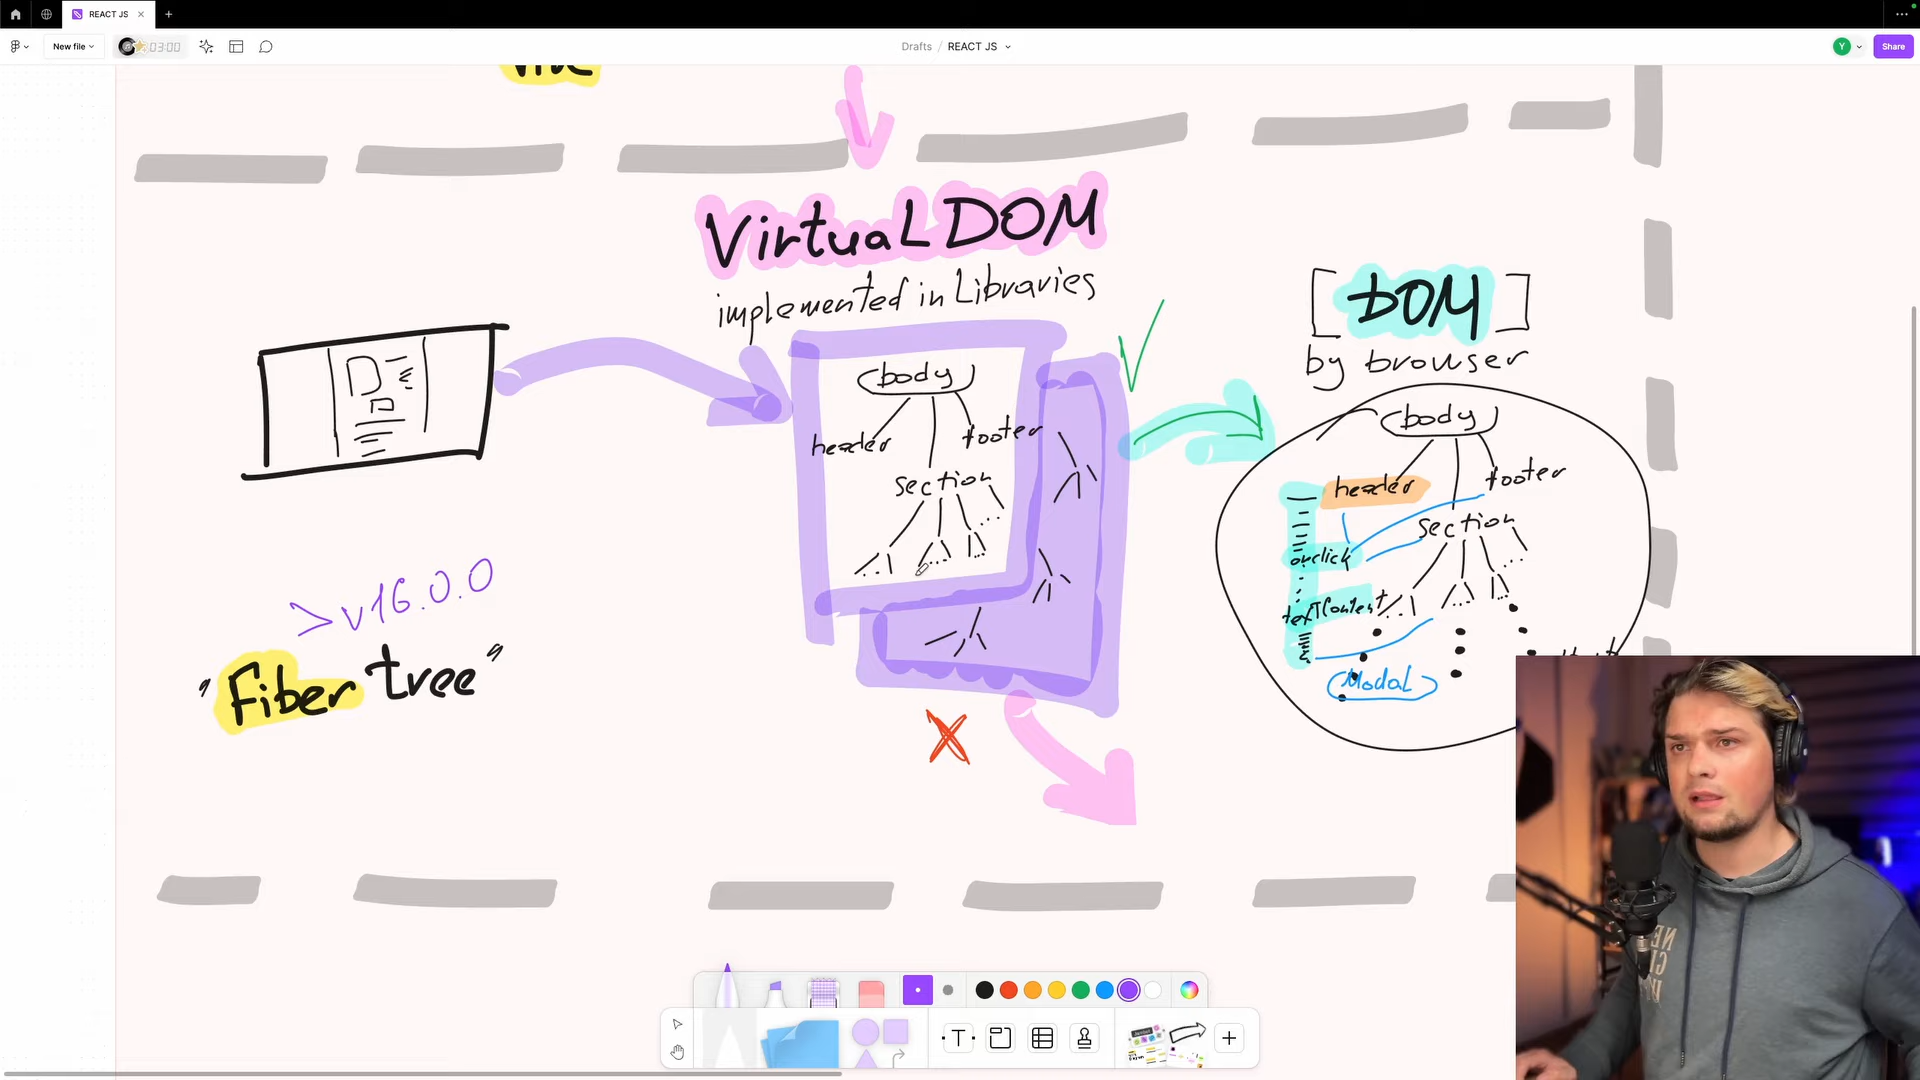 REACT JS
New file
03:00
Drafts / REACT JS
Y
Share
Virtual DOM
implemented in Libraries
[DOM]
by browser
body
header
footer
section
body
header
footer
section
onclick
textContent
Modal
>v16.0.0
"Fiber tree"
T